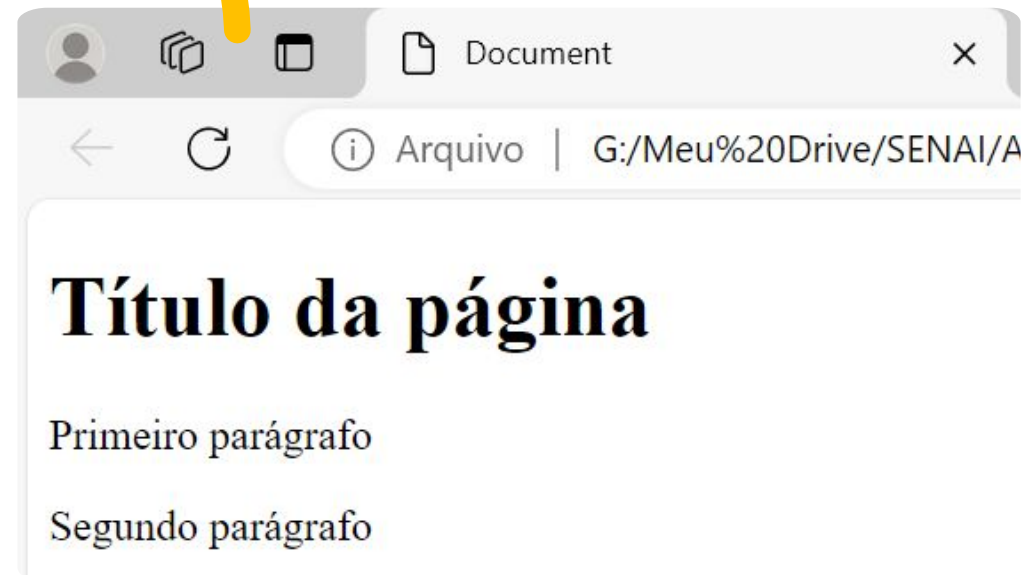 Document
Arquivo | G:/Meu%20Drive/SENAI/A
Título da página
Primeiro parágrafo
Segundo parágrafo